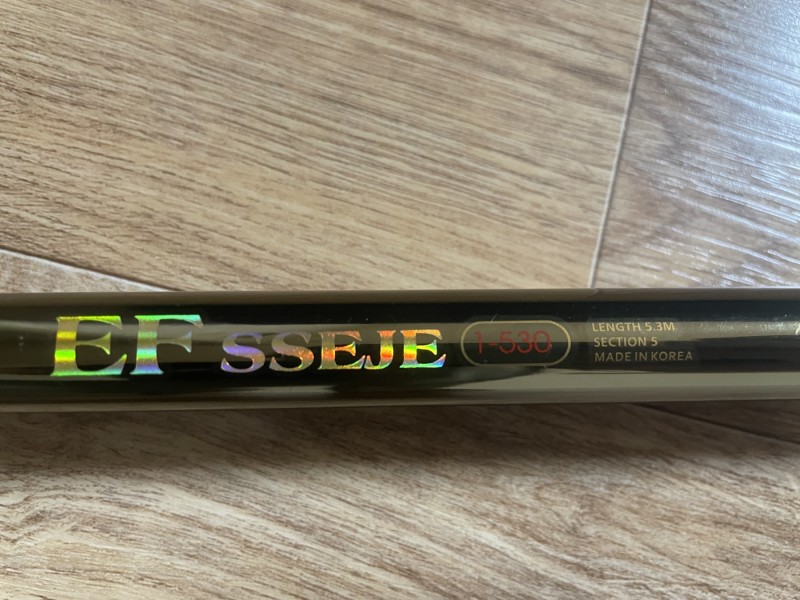 EF SSEJE
1-530
LENGTH 5.3M
SECTION 5
MADE IN KOREA